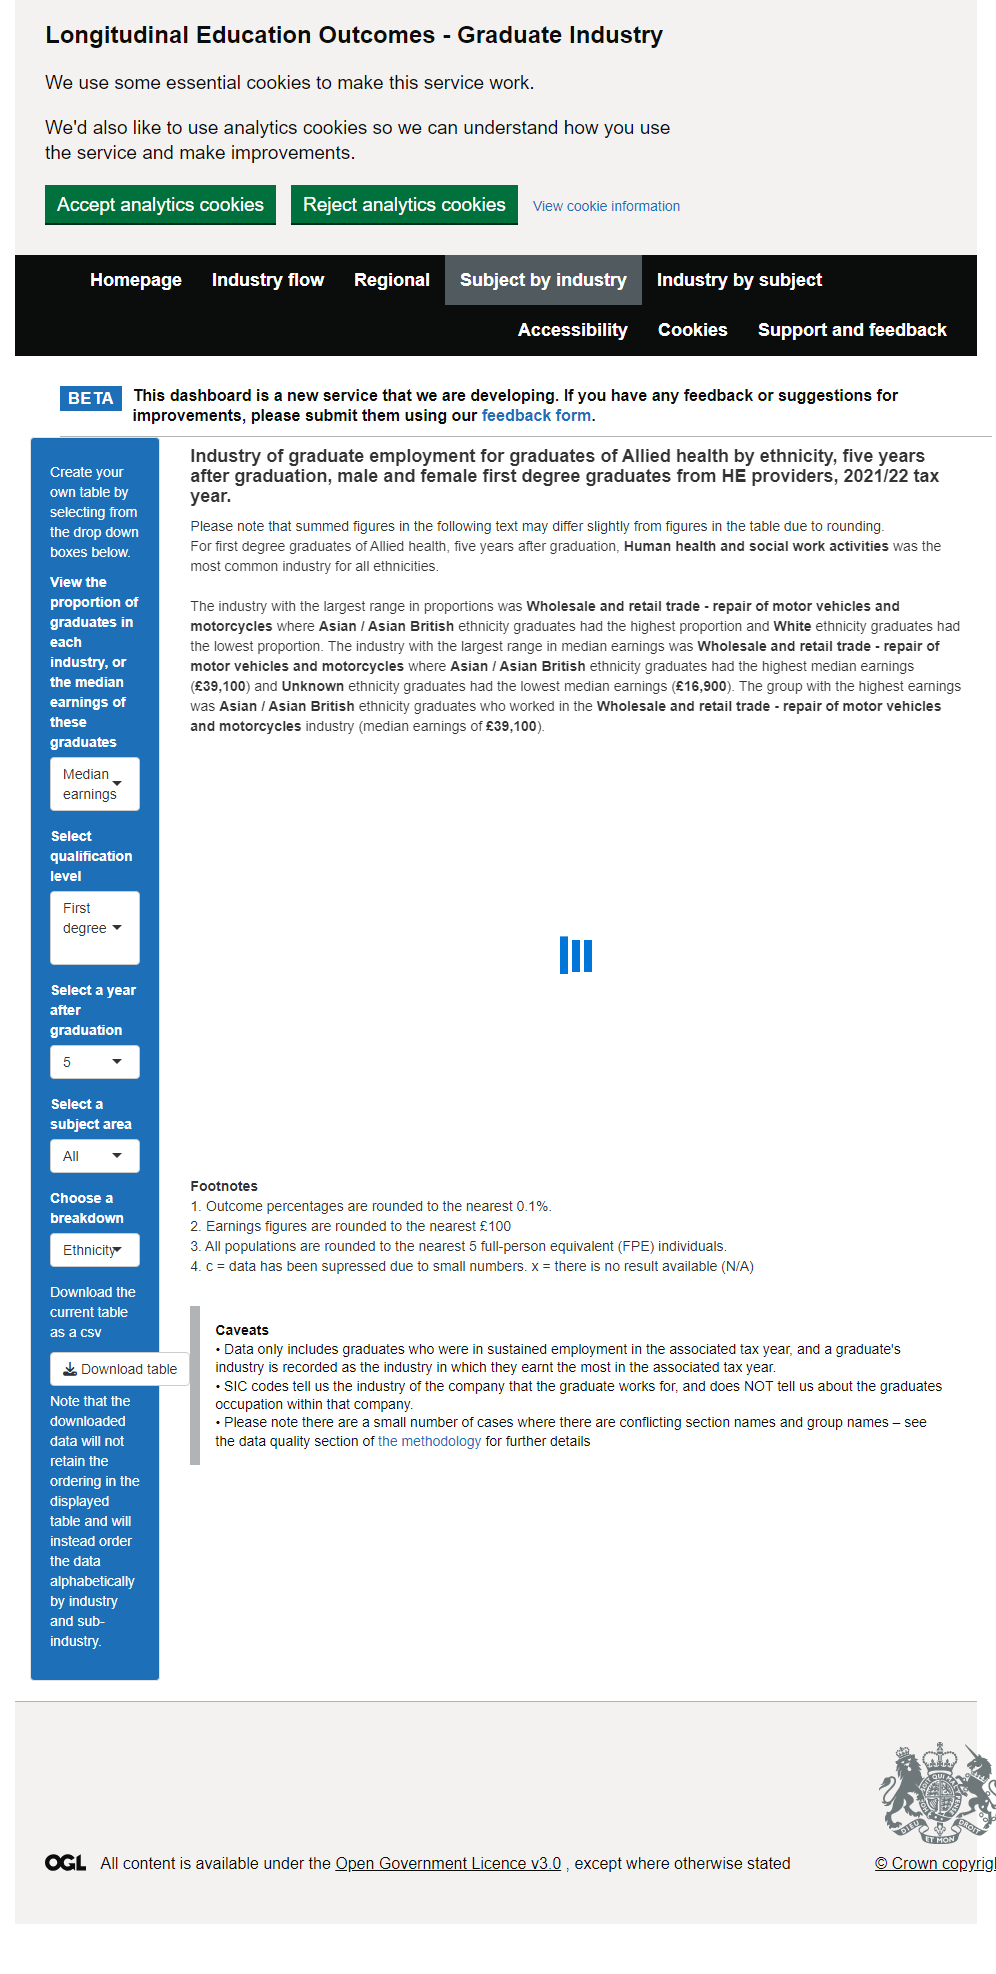 Longitudinal Education Outcomes - Graduate Industry
We use some essential cookies to make this service work.
We'd also like to use analytics cookies so we can understand how you use
the service and make improvements.
Accept analytics cookies Reject analytics cookies View cookie information
Homepage Industry flow Regional Subject by industry Industry by subject
Accessibility Cookies Support and feedback
BETA This dashboard is a new service that we are developing. If you have any feedback or suggestions for
improvements, please submit them using our feedback form.
Create your
own table by
selecting from
the drop down
boxes below.
View the
proportion of
graduates in
each
industry, or
the median
earnings of
these
graduates
Median
earnings
Select
qualification
level
First
degree
Select a year
after
graduation
5
Select a
subject area
All
Choose a
breakdown
Ethnicity
Download the
current table
as a csv
Download table
Note that the
downloaded
data will not
retain the
ordering in the
displayed
table and will
instead order
the data
alphabetically
by industry
and sub-
industry.
Industry of graduate employment for graduates of Allied health by ethnicity, five years
after graduation, male and female first degree graduates from HE providers, 2021/22 tax
year.
Please note that summed figures in the following text may differ slightly from figures in the table due to rounding.
For first degree graduates of Allied health, five years after graduation, Human health and social work activities was the
most common industry for all ethnicities.
The industry with the largest range in proportions was Wholesale and retail trade - repair of motor vehicles and
motorcycles where Asian / Asian British ethnicity graduates had the highest proportion and White ethnicity graduates had
the lowest proportion. The industry with the largest range in median earnings was Wholesale and retail trade - repair of
motor vehicles and motorcycles where Asian / Asian British ethnicity graduates had the highest median earnings
(£39,100) and Unknown ethnicity graduates had the lowest median earnings (£16,900). The group with the highest earnings
was Asian / Asian British ethnicity graduates who worked in the Wholesale and retail trade - repair of motor vehicles
and motorcycles industry (median earnings of £39,100).
Footnotes
1. Outcome percentages are rounded to the nearest 0.1%.
2. Earnings figures are rounded to the nearest £100
3. All populations are rounded to the nearest 5 full-person equivalent (FPE) individuals.
4. c = data has been supressed due to small numbers. x = there is no result available (N/A)
Caveats
• Data only includes graduates who were in sustained employment in the associated tax year, and a graduate's
industry is recorded as the industry in which they earnt the most in the associated tax year.
• SIC codes tell us the industry of the company that the graduate works for, and does NOT tell us about the graduates
occupation within that company.
• Please note there are a small number of cases where there are conflicting section names and group names – see
the data quality section of the methodology for further details
DIEU ET MON DROIT
OGL All content is available under the Open Government Licence v3.0 , except where otherwise stated
© Crown copyrig